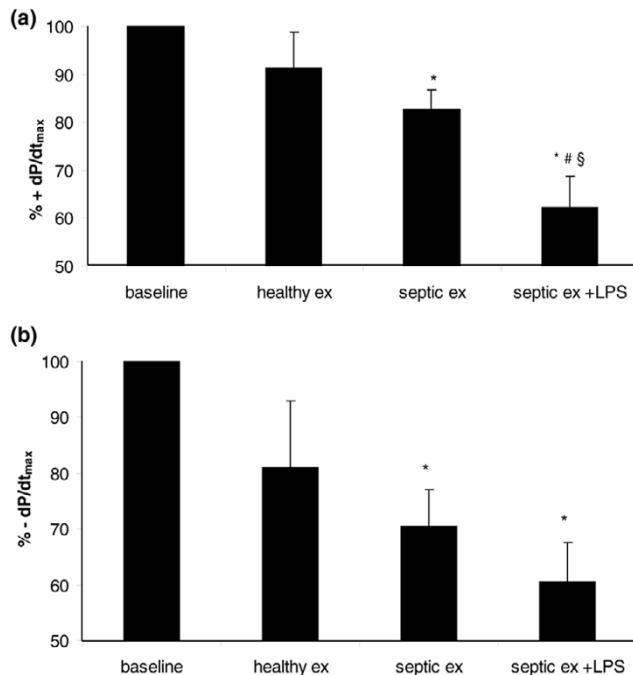 (a)
% + dP/dtmax
100
90
80
70
60
50
*
* # §
baseline healthy ex septic ex septic ex +LPS
(b)
% - dP/dtmax
100
90
80
70
60
50
*
*
baseline healthy ex septic ex septic ex +LPS